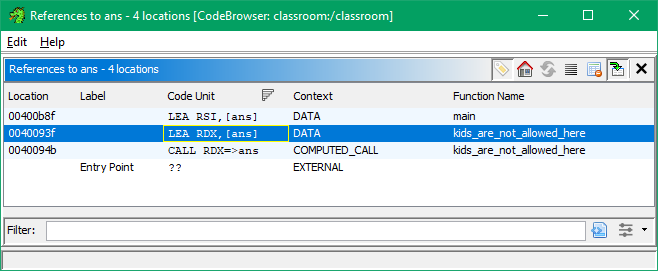 References to ans - 4 locations [CodeBrowser: classroom:/classroom]
Edit Help
References to ans - 4 locations
Location Label Code Unit Context Function Name
00400b8f LEA RSI,[ans] DATA main
0040093f LEA RDX,[ans] DATA kids_are_not_allowed_here
0040094b CALL RDX=>ans COMPUTED_CALL kids_are_not_allowed_here
Entry Point ?? EXTERNAL
Filter: